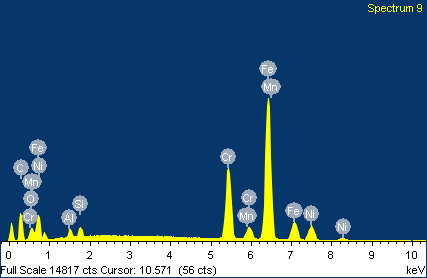 Spectrum 9
Fe
Mn
Fe
Ni
Cr
C
Mn
O
Cr
Si
Al
Cr
Mn
Fe
Ni
Ni
0 1 2 3 4 5 6 7 8 9 10
Full Scale 14817 cts Cursor: 10.571 (56 cts) keV